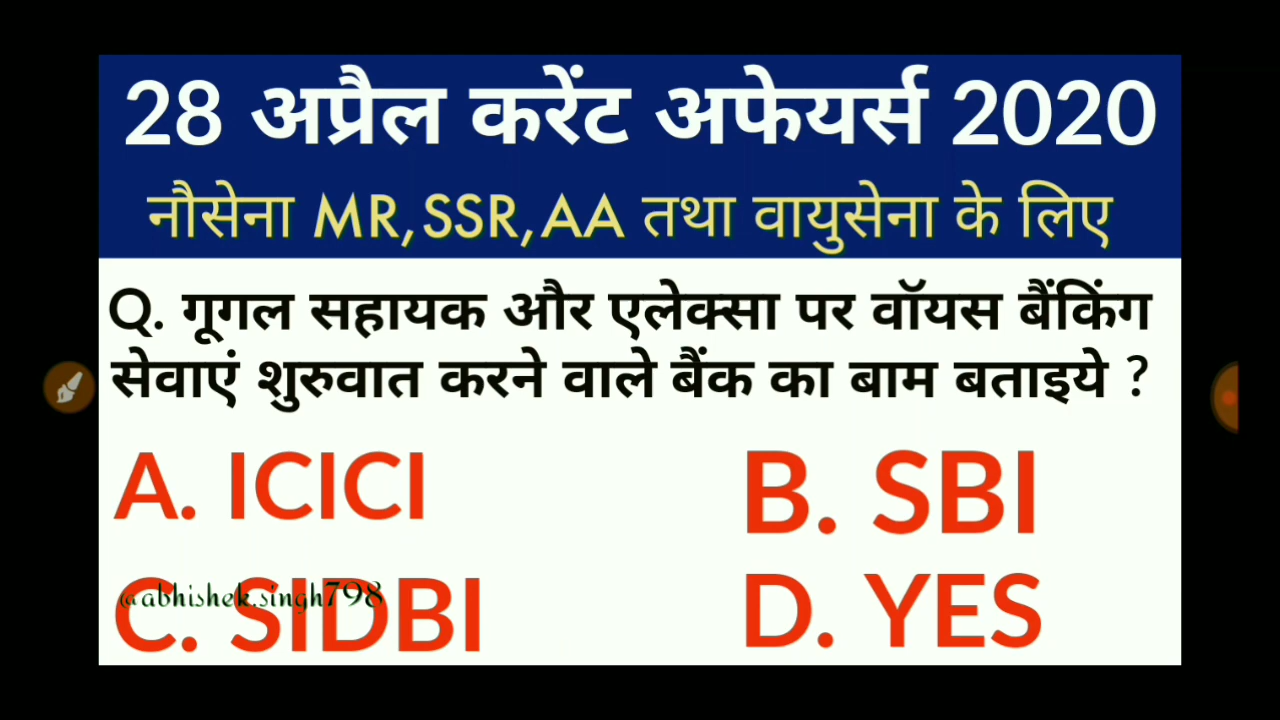 28 अप्रैल करेंट अफेयर्स 2020
नौसेना MR,SSR,AA तथा वायुसेना के लिए
Q. गूगल सहायक और एलेक्सा पर वॉयस बैंकिंग
सेवाएं शुरुवात करने वाले बैंक का बाम बताइये ?
A. ICICI
B. SBI
@abhishek.singh798
C. SIDBI
D. YES